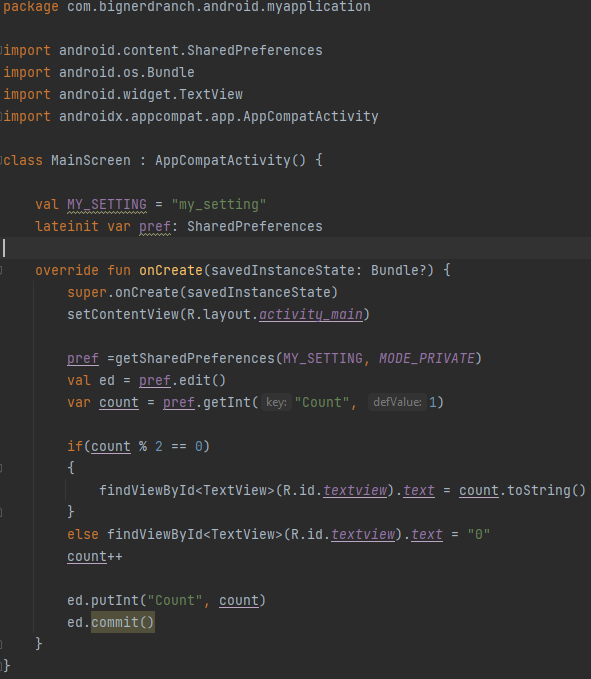 package com.bignerdranch.android.myapplication
import android.content.SharedPreferences
import android.os.Bundle
import android.widget.TextView
import androidx.appcompat.app.AppCompatActivity
class MainScreen : AppCompatActivity() {
val MY_SETTING = "my_setting"
lateinit var pref: SharedPreferences
override fun onCreate(savedInstanceState: Bundle?) {
super.onCreate(savedInstanceState)
setContentView(R.layout.activity_main)
pref =getSharedPreferences(MY_SETTING, MODE_PRIVATE)
val ed = pref.edit()
var count = pref.getInt( key: "Count", defValue: 1)
if(count % 2 == 0)
{
findViewById<TextView>(R.id.textview).text = count.toString()
}
else findViewById<TextView>(R.id.textview).text = "0"
count++
ed.putInt("Count", count)
ed.commit()
}
}